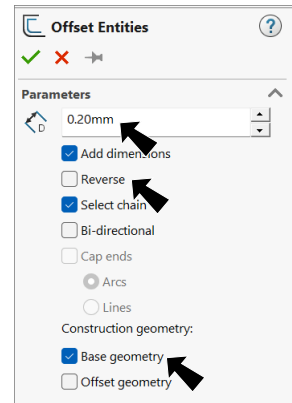 Offset Entities
?
Parameters
D
0.20mm
Add dimensions
Reverse
Select chain
Bi-directional
Cap ends
Arcs
Lines
Construction geometry:
Base geometry
Offset geometry